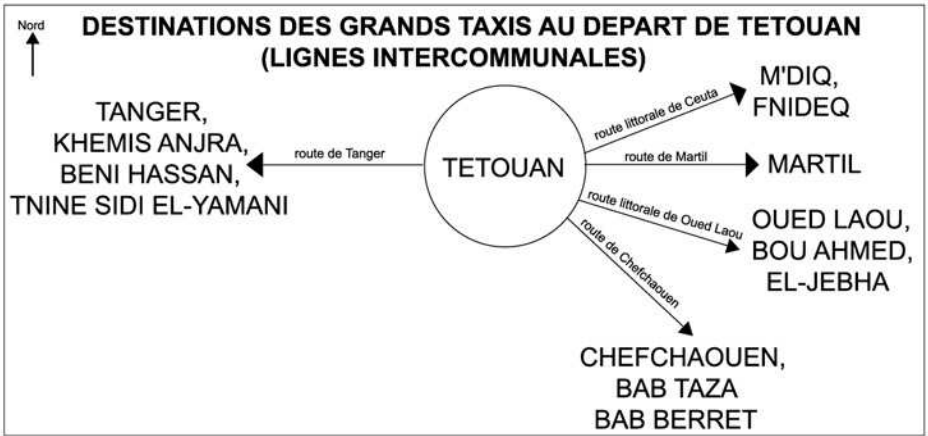 Nord
DESTINATIONS DES GRANDS TAXIS AU DEPART DE TETOUAN
(LIGNES INTERCOMMUNALES)
TANGER,
KHEMIS ANJRA,
BENI HASSAN,
TNINE SIDI EL-YAMANI
route de Tanger
TETOUAN
route littorale de Ceuta
M'DIQ,
FNIDEQ
route de Martil
MARTIL
route littorale de Oued Laou
OUED LAOU,
BOU AHMED,
EL-JEBHA
route de Chefchaouen
CHEFCHAOUEN,
BAB TAZA
BAB BERRET